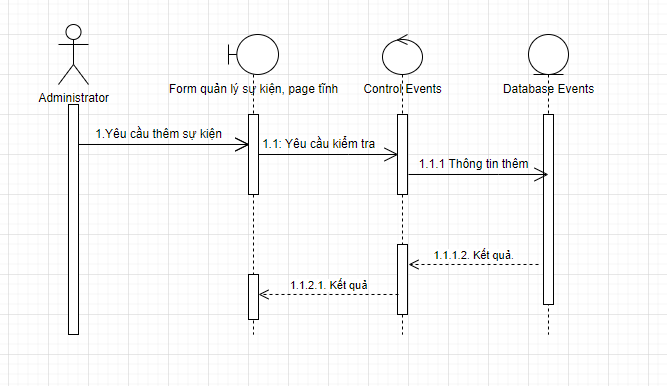 Administrator
Form quản lý sự kiện, page tĩnh
Control Events
Database Events
1.Yêu cầu thêm sự kiện
1.1: Yêu cầu kiểm tra
1.1.1 Thông tin thêm
1.1.1.2. Kết quả.
1.1.2.1. Kết quả